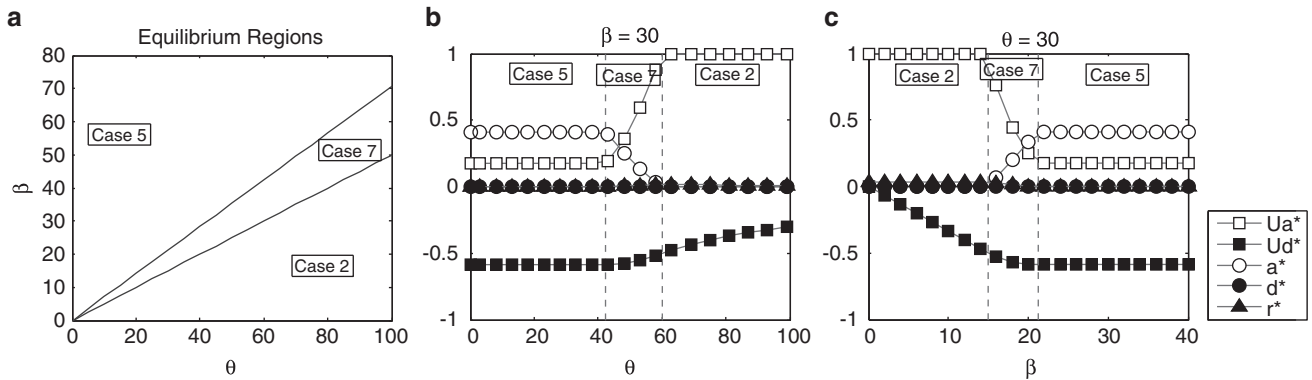 a
Equilibrium Regions
80
70
60
50
40
30
20
10
0
β
Case 5
Case 7
Case 2
0 20 40 60 80 100
θ
b
β = 30
1
0.5
0
-0.5
-1
Case 5
Case 7
Case 2
0 20 40 60 80 100
θ
c
θ = 30
1
0.5
0
-0.5
-1
Case 2
Case 7
Case 5
0 10 20 30 40
β
Ua*
Ud*
a*
d*
r*